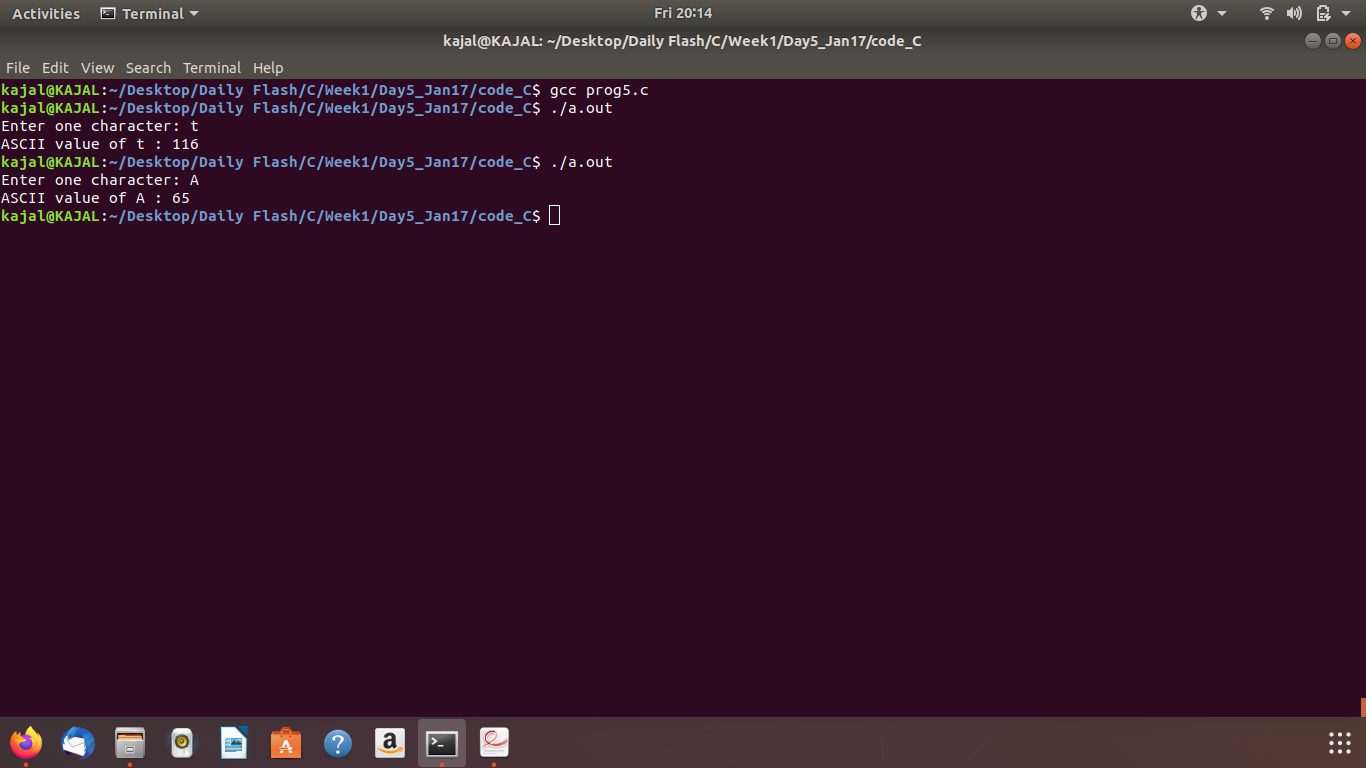 Activities Terminal Fri 20:14
kajal@KAJAL: ~/Desktop/Daily Flash/C/Week1/Day5_Jan17/code_C
File Edit View Search Terminal Help
kajal@KAJAL:~/Desktop/Daily Flash/C/Week1/Day5_Jan17/code_C$ gcc prog5.c
kajal@KAJAL:~/Desktop/Daily Flash/C/Week1/Day5_Jan17/code_C$ ./a.out
Enter one character: t
ASCII value of t : 116
kajal@KAJAL:~/Desktop/Daily Flash/C/Week1/Day5_Jan17/code_C$ ./a.out
Enter one character: A
ASCII value of A : 65
kajal@KAJAL:~/Desktop/Daily Flash/C/Week1/Day5_Jan17/code_C$